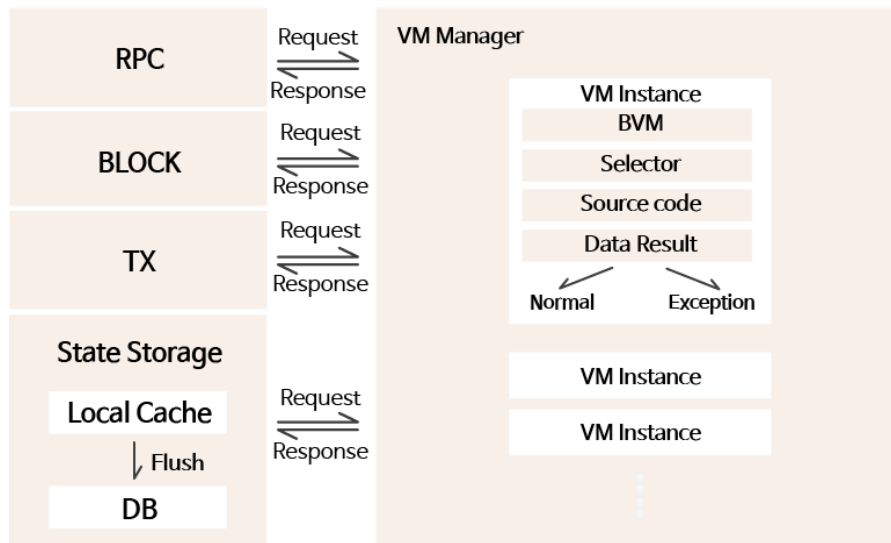 RPC
Request
Response
BLOCK
Request
Response
TX
Request
Response
State Storage
Local Cache
Flush
DB
Request
Response
VM Manager
VM Instance
BVM
Selector
Source code
Data Result
Normal Exception
VM Instance
VM Instance